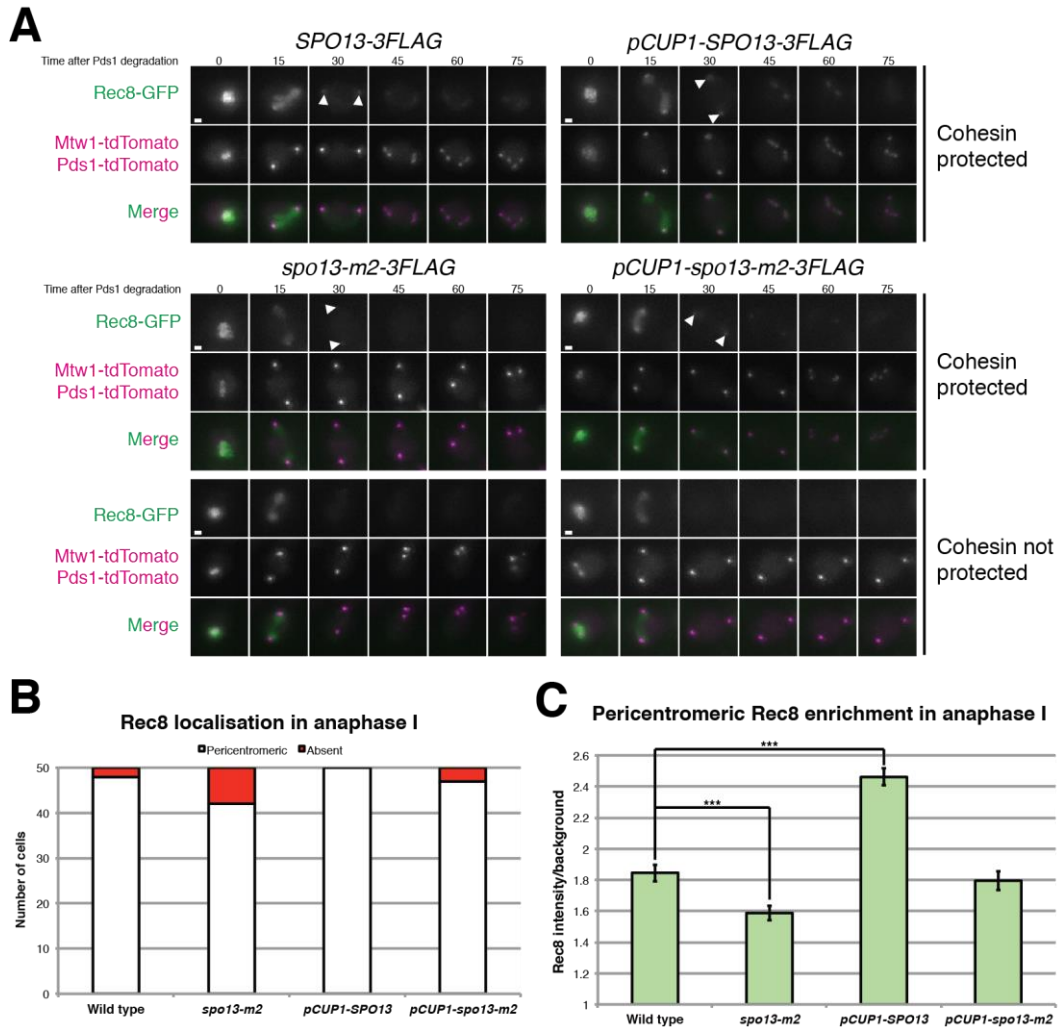 A
SPO13-3FLAG
pCUP1-SPO13-3FLAG
Time after Pds1 degradation 0 15 30 45 60 75 0 15 30 45 60 75
Rec8-GFP
Mtw1-tdTomato
Pds1-tdTomato
Merge
Cohesin
protected
spo13-m2-3FLAG
pCUP1-spo13-m2-3FLAG
Time after Pds1 degradation 0 15 30 45 60 75 0 15 30 45 60 75
Rec8-GFP
Mtw1-tdTomato
Pds1-tdTomato
Merge
Cohesin
protected
Rec8-GFP
Mtw1-tdTomato
Pds1-tdTomato
Merge
Cohesin not
protected
B
Rec8 localisation in anaphase I
Pericentromeric Absent
Number of cells
50
40
30
20
10
0
Wild type spo13-m2 pCUP1-SPO13 pCUP1-spo13-m2
C
Pericentromeric Rec8 enrichment in anaphase I
Rec8 intensity/background
2.6
2.4
2.2
2
1.8
1.6
1.4
1.2
1
***
***
Wild type spo13-m2 pCUP1-SPO13 pCUP1-spo13-m2